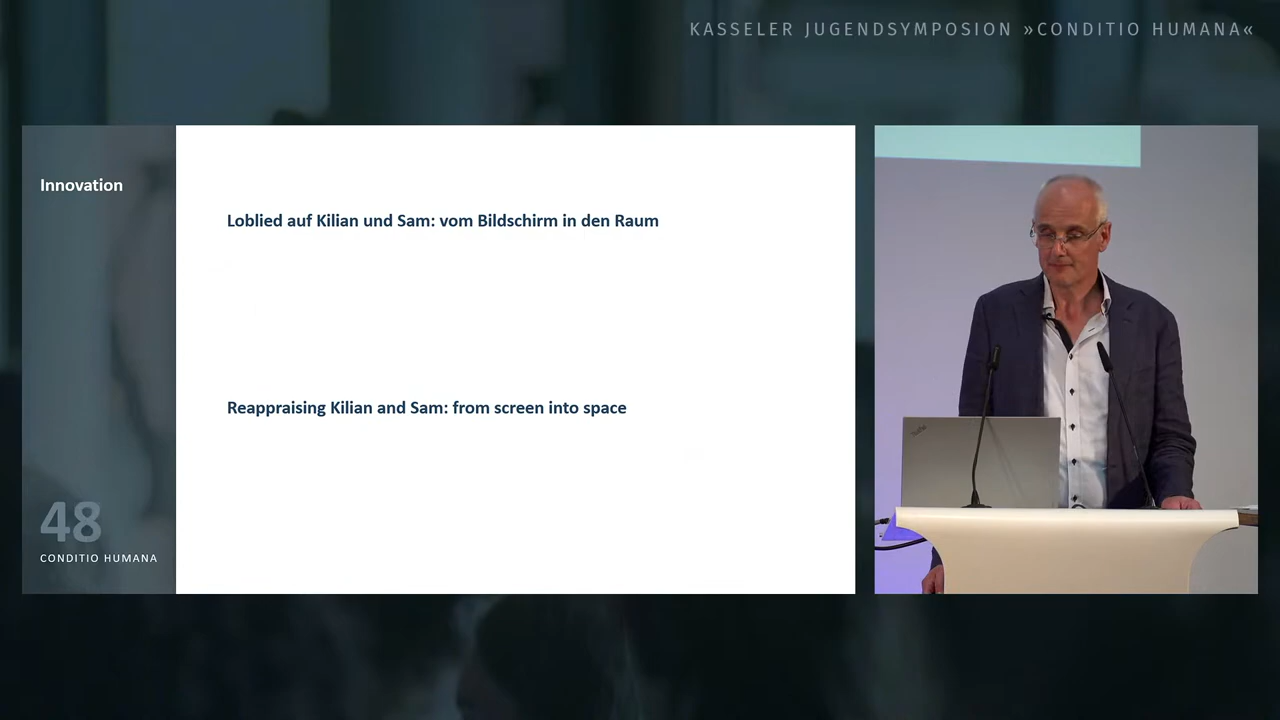 KASSELER JUGENDSYMPOSION »CONDITIO HUMANA«
Innovation
Loblied auf Kilian und Sam: vom Bildschirm in den Raum
Reappraising Kilian and Sam: from screen into space
48
CONDITIO HUMANA